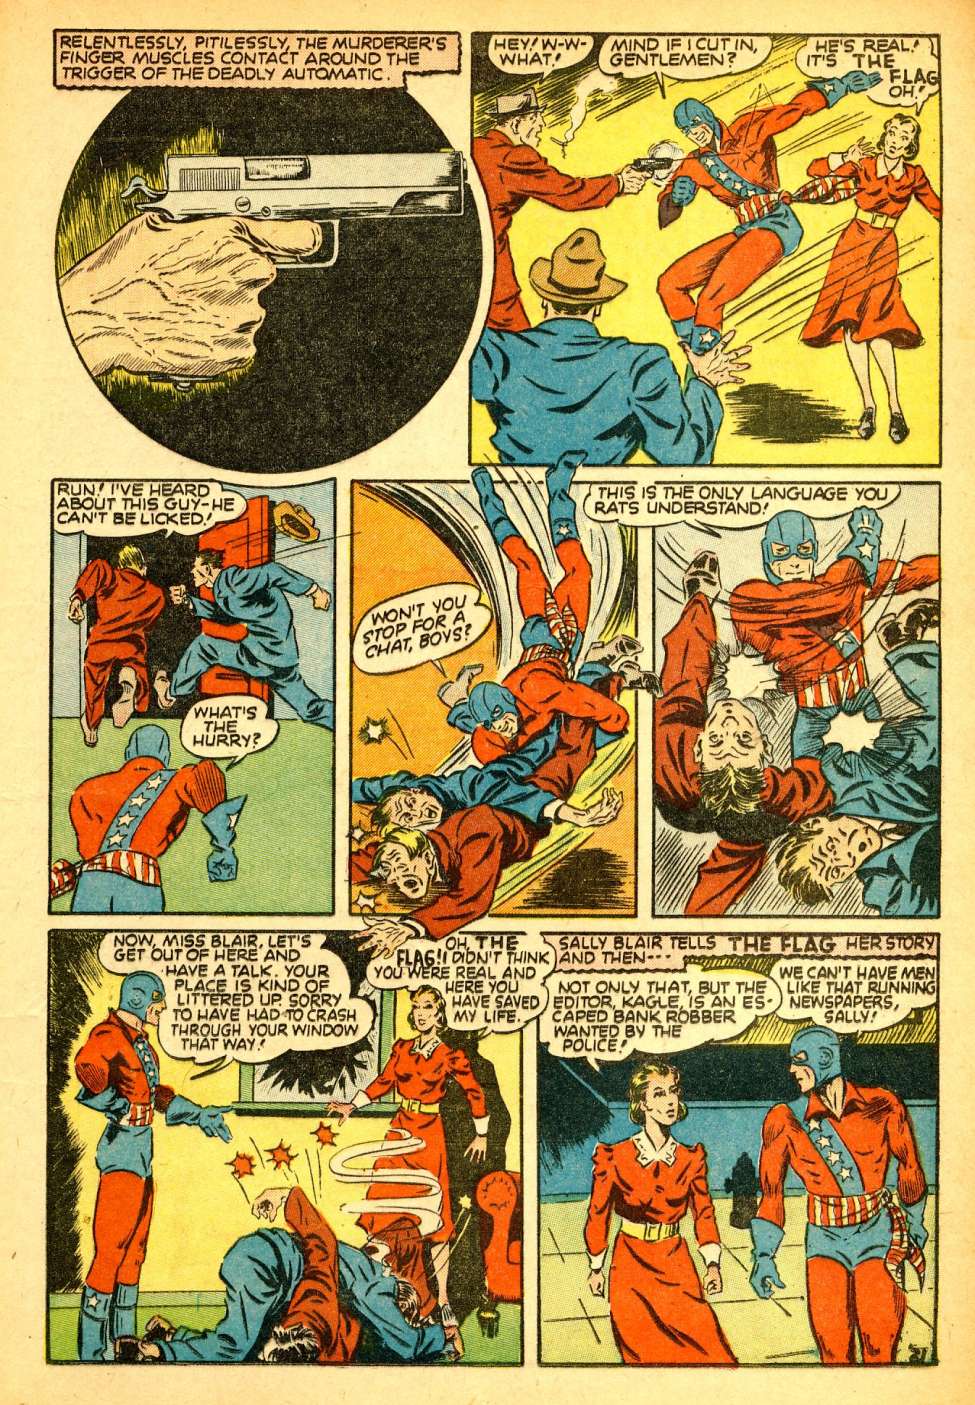 RELENTLESSLY, PITILESSLY, THE MURDERER'S
FINGER MUSCLES CONTACT AROUND THE
TRIGGER OF THE DEADLY AUTOMATIC.
HEY! W-W-
WHAT!
MIND IF I CUT IN,
GENTLEMEN?
HE'S REAL!
IT'S THE
FLAG
OH!
RUN! I'VE HEARD
ABOUT THIS GUY-HE
CAN'T BE LICKED!
WHAT'S
THE
HURRY?
WON'T YOU
STOP FOR A
CHAT, BOYS?
THIS IS THE ONLY LANGUAGE YOU
RATS UNDERSTAND!
NOW, MISS BLAIR, LET'S
GET OUT OF HERE AND
HAVE A TALK. YOUR
PLACE IS KIND OF
LITTERED UP. SORRY
TO HAVE HAD TO CRASH
THROUGH YOUR WINDOW
THAT WAY!
OH, THE
FLAG! I DIDN'T THINK
YOU WERE REAL AND
HERE YOU
HAVE SAVED
MY LIFE.
SALLY BLAIR TELLS THE FLAG HER STORY
AND THEN---
NOT ONLY THAT, BUT THE
EDITOR, KAGLE, IS AN ES-
CAPED BANK ROBBER
WANTED BY THE
POLICE!
WE CAN'T HAVE MEN
LIKE THAT RUNNING
NEWSPAPERS,
SALLY!